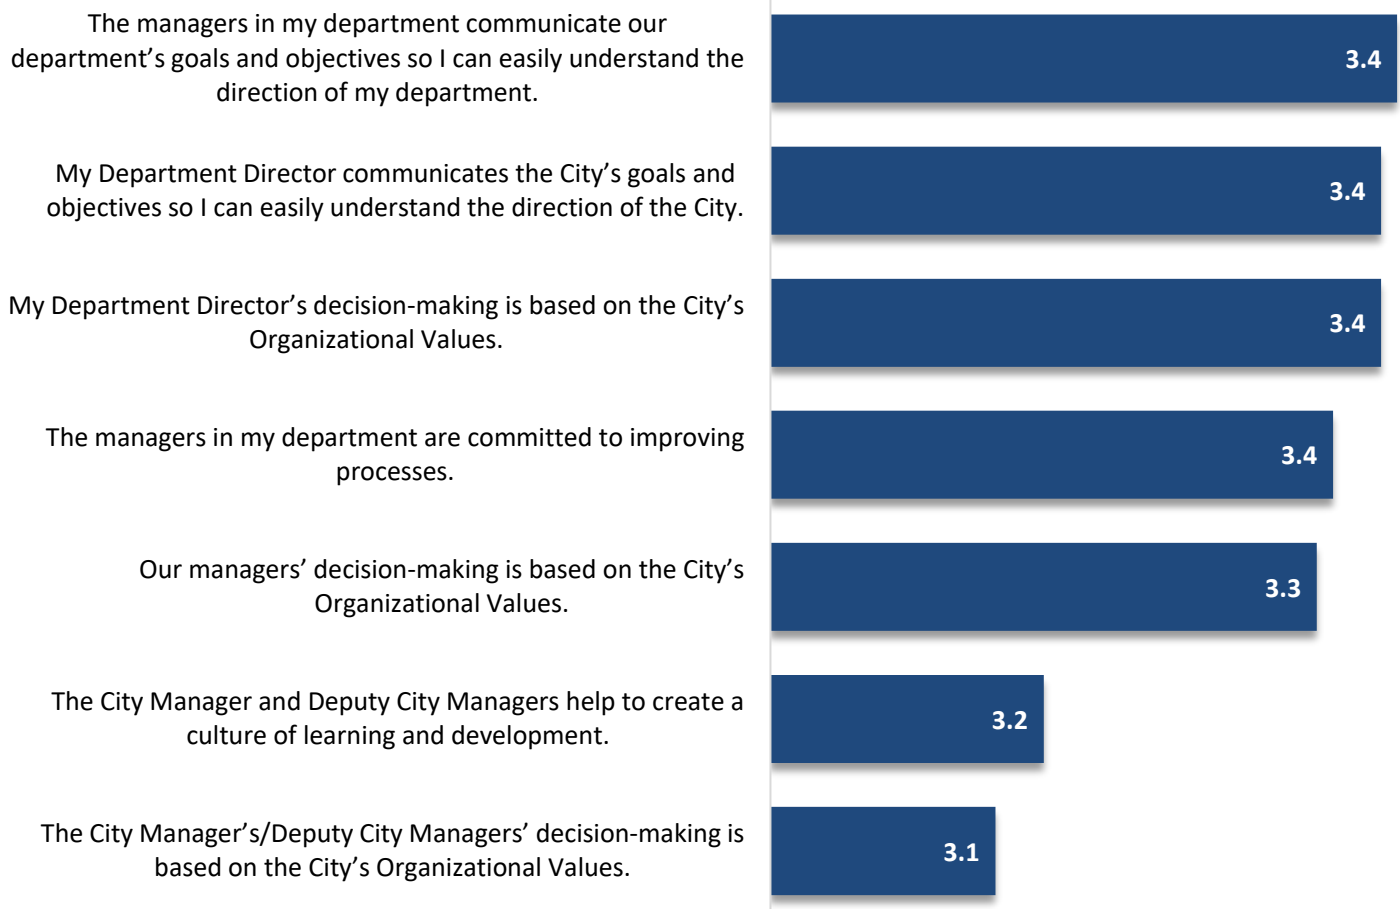 The managers in my department communicate our
department’s goals and objectives so I can easily understand the
direction of my department.
3.4
My Department Director communicates the City’s goals and
objectives so I can easily understand the direction of the City.
3.4
My Department Director’s decision-making is based on the City’s
Organizational Values.
3.4
The managers in my department are committed to improving
processes.
3.4
Our managers’ decision-making is based on the City’s
Organizational Values.
3.3
The City Manager and Deputy City Managers help to create a
culture of learning and development.
3.2
The City Manager’s/Deputy City Managers’ decision-making is
based on the City’s Organizational Values.
3.1